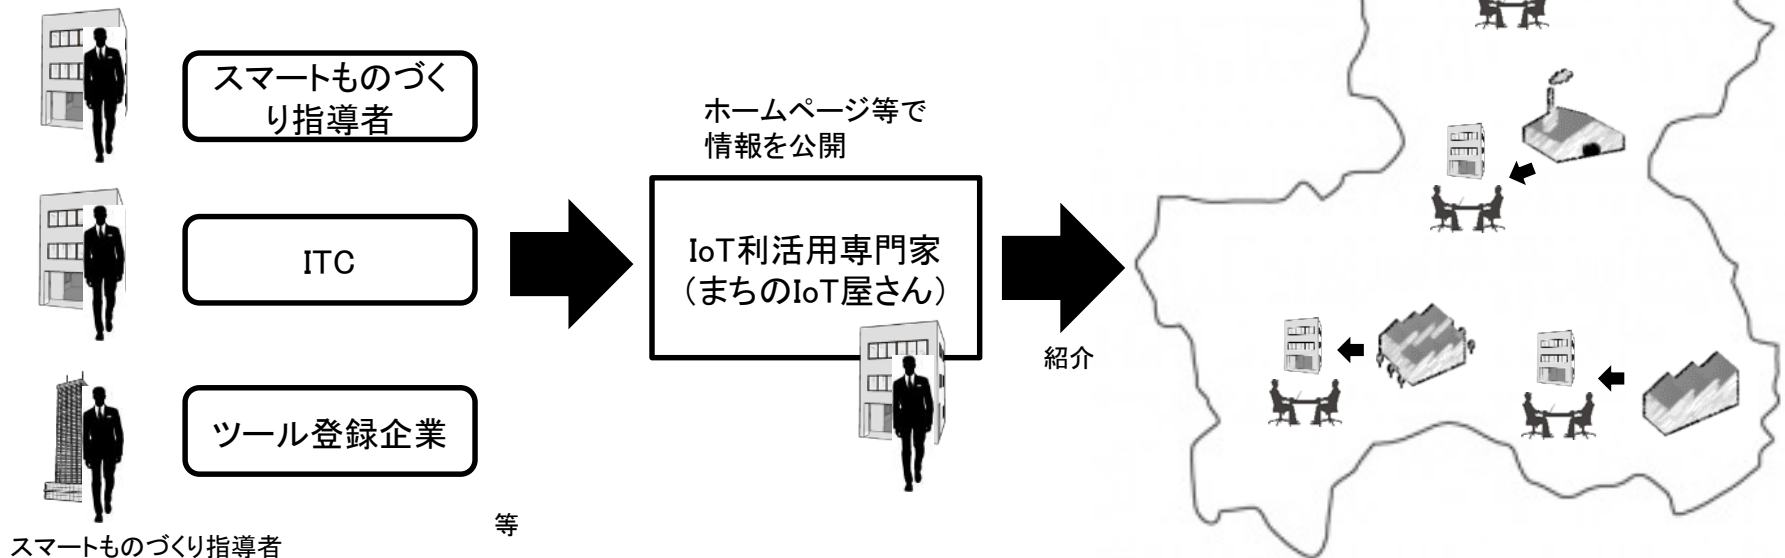 スマートものづく
り指導者
ITC
ツール登録企業
等
スマートものづくり指導者
ホームページ等で
情報を公開
IoT利活用専門家
（まちのIoT屋さん）
紹介